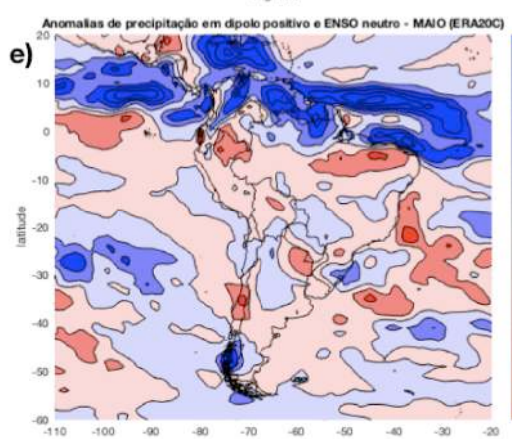 Anomalias de precipitação em dipolo positivo e ENSO neutro - MAIO (ERA20C)
e)
20
10
0
-10
-20
-30
-40
-50
-60
latitude
-110 -100 -90 -80 -70 -60 -50 -40 -30 -20